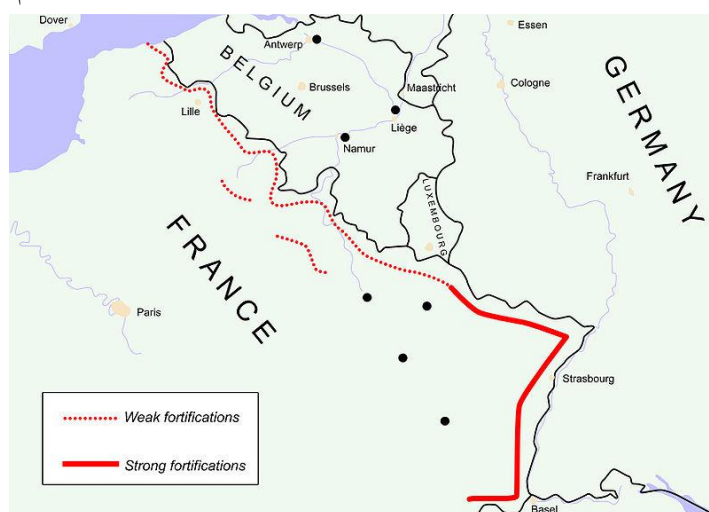 Dover
Essen
Antwerp
BELGIUM
GERMANY
Brussels
Maastricht
Cologne
Lille
Liège
Namur
LUXEMBOURG
Frankfurt
FRANCE
Paris
Strasbourg
Weak fortifications
Strong fortifications
Basel